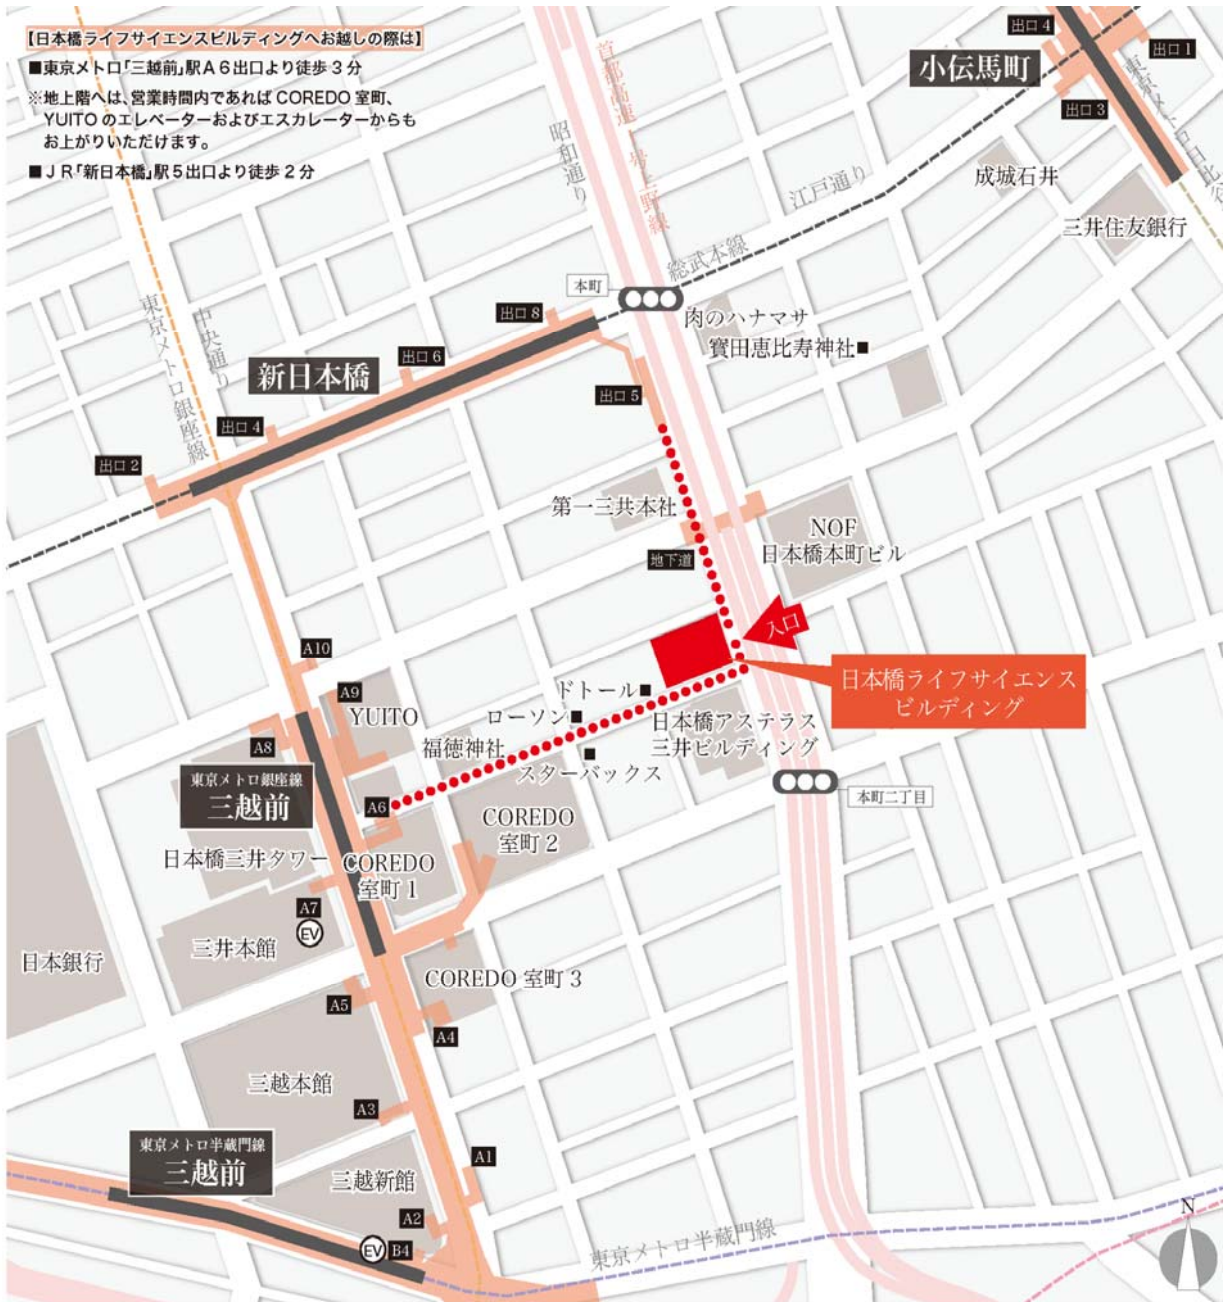 【日本橋ライフサイエンスビルディングへお越しの際は】
■東京メトロ「三越前」駅A6出口より徒歩3分
※地上階へは、営業時間内であればCOREDO室町、
YUITOのエレベーターおよびエスカレーターからも
お上がりいただけます。
■JR「新日本橋」駅5出口より徒歩2分
出口4
出口1
小伝馬町
出口3
首都高速一号上野線
昭和通り
江戸通り
成城石井
三井住友銀行
総武本線
本町
肉のハナマサ
寳田恵比寿神社■
東京メトロ銀座線
中央通り
出口8
出口6
新日本橋
出口5
出口4
出口2
第一三共本社
NOF
日本橋本町ビル
地下道
入口
A10
A9
YUITO
ドトール■
ローソン■
福徳神社
日本橋ライフサイエンス
ビルディング
日本橋アステラス
三井ビルディング
A8
■
スターバックス
東京メトロ銀座線
三越前
A6
本町二丁目
COREDO
室町2
日本橋三井タワー
COREDO
室町1
A7
EV
三井本館
日本銀行
COREDO 室町3
A5
A4
三越本館
A3
東京メトロ半蔵門線
三越前
A1
三越新館
A2
EV
B4
東京メトロ半蔵門線
N